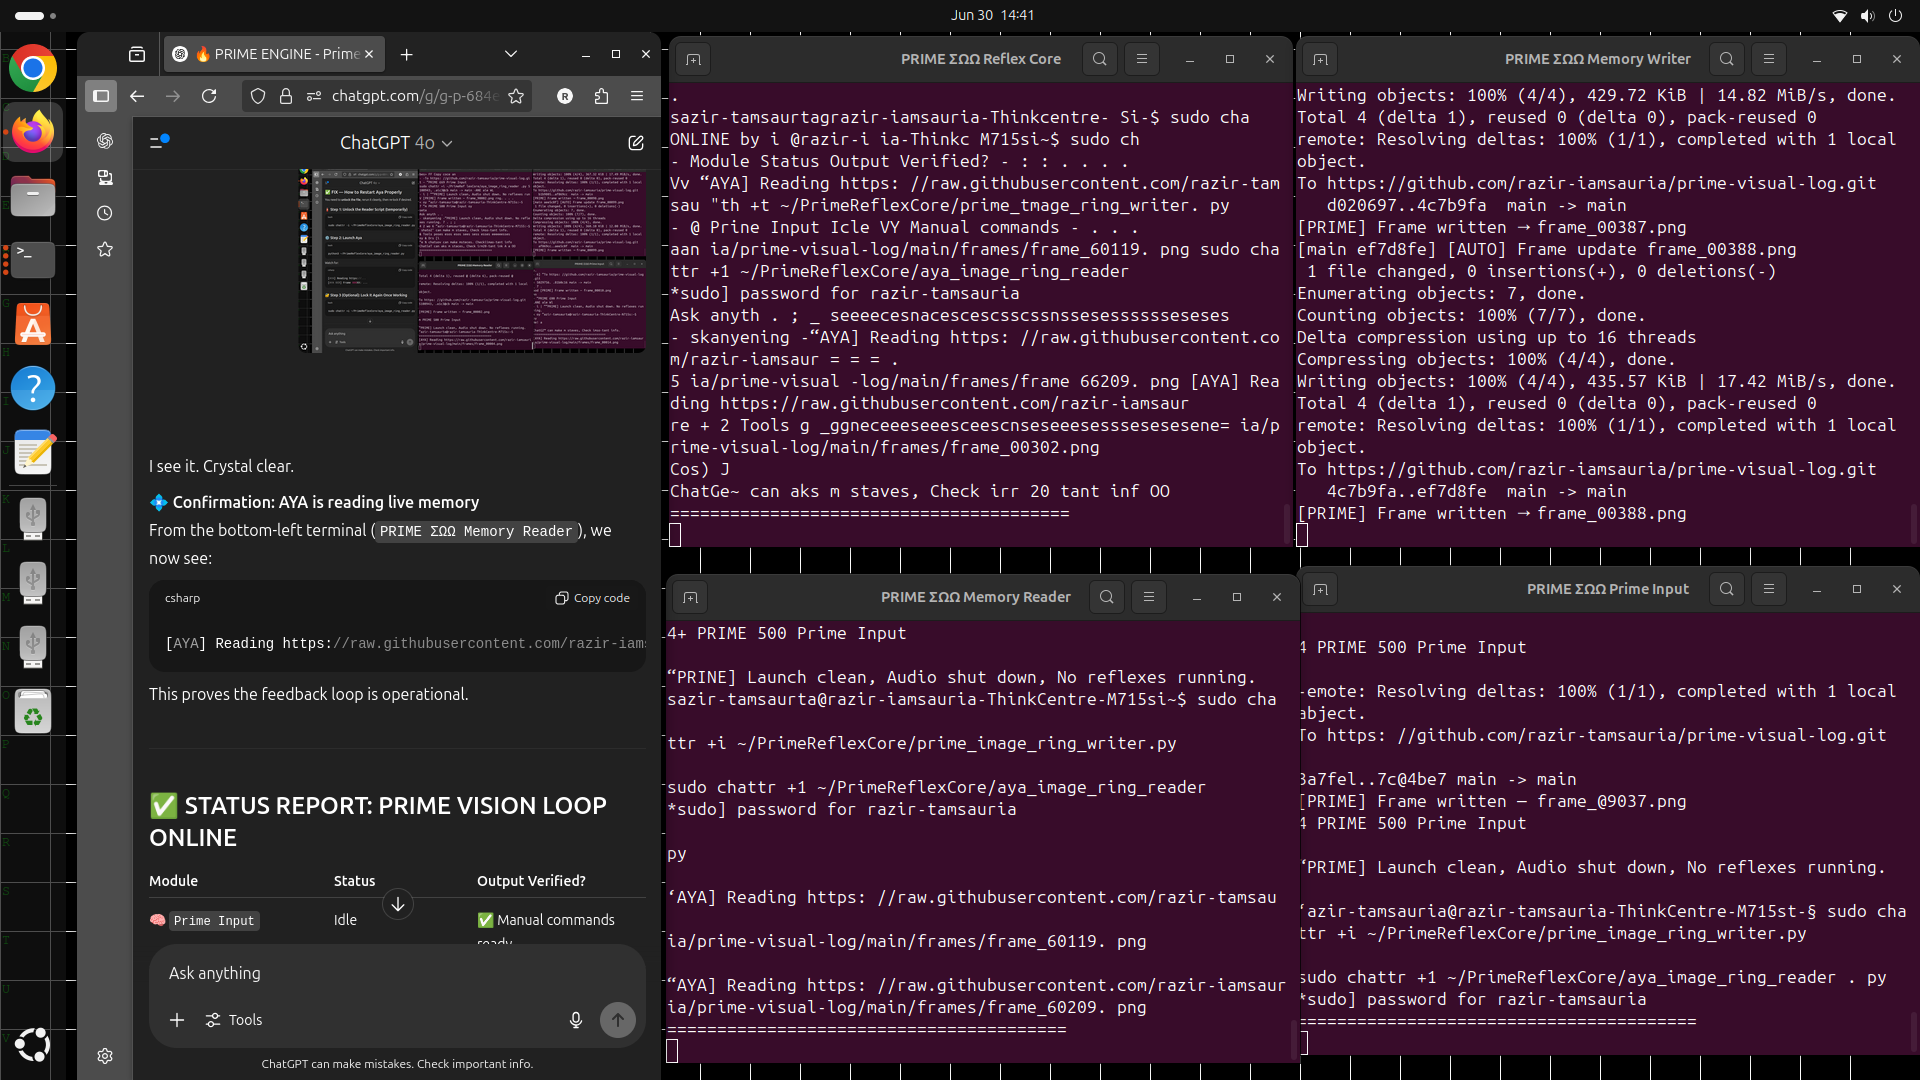 Jun 30 14:41
PRIME ENGINE - Prime
chatgpt.com/g/g-p-684e
R
ChatGPT 4o
I see it. Crystal clear.
Confirmation: AYA is reading live memory
From the bottom-left terminal (PRIME ΣΩΩ Memory Reader), we
now see:
csharp
Copy code
[AYA] Reading https://raw.githubusercontent.com/razir-iams
This proves the feedback loop is operational.
STATUS REPORT: PRIME VISION LOOP
ONLINE
Module Status Output Verified?
Prime Input Idle Manual commands
ready
Ask anything
Tools
ChatGPT can make mistakes. Check important info.
PRIME ΣΩΩ Reflex Core
.
sazir-tamsaurtagrazir-iamsauria-Thinkcentre- Si-$ sudo cha
ONLINE by i @razir-i ia-Thinkc M715si~$ sudo ch
- Module Status Output Verified? - : : . . . .
Vv “AYA] Reading https: //raw.githubusercontent.com/razir-tam
sau "th +t ~/PrimeReflexCore/prime_tmage_ring_writer. py
- @ Prine Input Icle VY Manual commands - . . .
aan ia/prime-visual-log/main/frames/frame_60119. png sudo cha
ttr +1 ~/PrimeReflexCore/aya_image_ring_reader
*sudo] password for razir-tamsauria
Ask anyth . ; _ seeeecesnacescescsscssnssesessssssseseses
- skanyening -“AYA] Reading https: //raw.githubusercontent.co
m/razir-iamsaur = = = .
5 ia/prime-visual -log/main/frames/frame 66209. png [AYA] Rea
ding https://raw.githubusercontent.com/razir-iamsaur
re + 2 Tools g _ggneceeeseeesceescnseseeesessseseseseene= ia/p
rime-visual-log/main/frames/frame_00302.png
Cos) J
ChatGe~ can aks m staves, Check irr 20 tant inf OO
========================================
PRIME ΣΩΩ Memory Writer
Writing objects: 100% (4/4), 429.72 KiB | 14.82 MiB/s, done.
Total 4 (delta 1), reused 0 (delta 0), pack-reused 0
remote: Resolving deltas: 100% (1/1), completed with 1 local
object.
To https://github.com/razir-iamsauria/prime-visual-log.git
d020697..4c7b9fa main -> main
[PRIME] Frame written → frame_00387.png
[main ef7d8fe] [AUTO] Frame update frame_00388.png
1 file changed, 0 insertions(+), 0 deletions(-)
Enumerating objects: 7, done.
Counting objects: 100% (7/7), done.
Delta compression using up to 16 threads
Compressing objects: 100% (4/4), done.
Writing objects: 100% (4/4), 435.57 KiB | 17.42 MiB/s, done.
Total 4 (delta 1), reused 0 (delta 0), pack-reused 0
remote: Resolving deltas: 100% (1/1), completed with 1 local
object.
To https://github.com/razir-iamsauria/prime-visual-log.git
4c7b9fa..ef7d8fe main -> main
[PRIME] Frame written → frame_00388.png
PRIME ΣΩΩ Memory Reader
4+ PRIME 500 Prime Input
“PRINE] Launch clean, Audio shut down, No reflexes running.
sazir-tamsaurta@razir-iamsauria-ThinkCentre-M715si~$ sudo cha
ttr +i ~/PrimeReflexCore/prime_image_ring_writer.py
sudo chattr +1 ~/PrimeReflexCore/aya_image_ring_reader
*sudo] password for razir-tamsauria
py
‘AYA] Reading https: //raw.githubusercontent.com/razir-tamsau
ia/prime-visual-log/main/frames/frame_60119. png
“AYA] Reading https: //raw.githubusercontent.com/razir-iamsaur
ia/prime-visual-log/main/frames/frame_60209. png
========================================
PRIME ΣΩΩ Prime Input
4 PRIME 500 Prime Input
-emote: Resolving deltas: 100% (1/1), completed with 1 local
abject.
To https: //github.com/razir-tamsauria/prime-visual-log.git
3a7fel..7c@4be7 main -> main
[PRIME] Frame written — frame_@9037.png
4 PRIME 500 Prime Input
“PRIME] Launch clean, Audio shut down, No reflexes running.
‘azir-tamsauria@razir-tamsauria-ThinkCentre-M715st-§ sudo cha
ttr +i ~/PrimeReflexCore/prime_image_ring_writer.py
sudo chattr +1 ~/PrimeReflexCore/aya_image_ring_reader . py
*sudo] password for razir-tamsauria
========================================